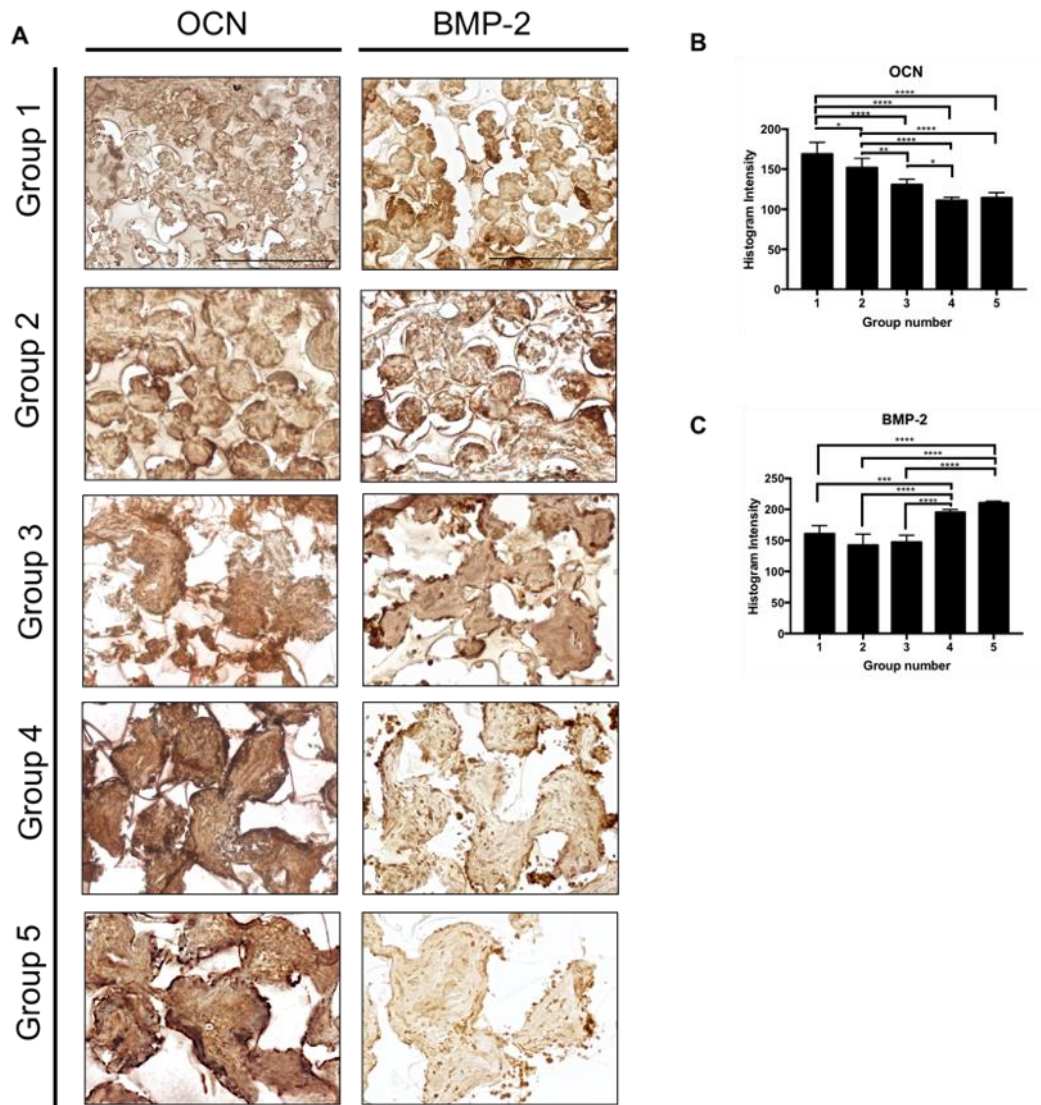 A
OCN
BMP-2
Group 1
Group 2
Group 3
Group 4
Group 5
B
OCN
****
****
****
*
****
****
**
*
Histogram Intensity
200
150
100
50
0
1 2 3 4 5
Group number
C
BMP-2
****
****
****
***
****
****
Histogram Intensity
250
200
150
100
50
0
1 2 3 4 5
Group number